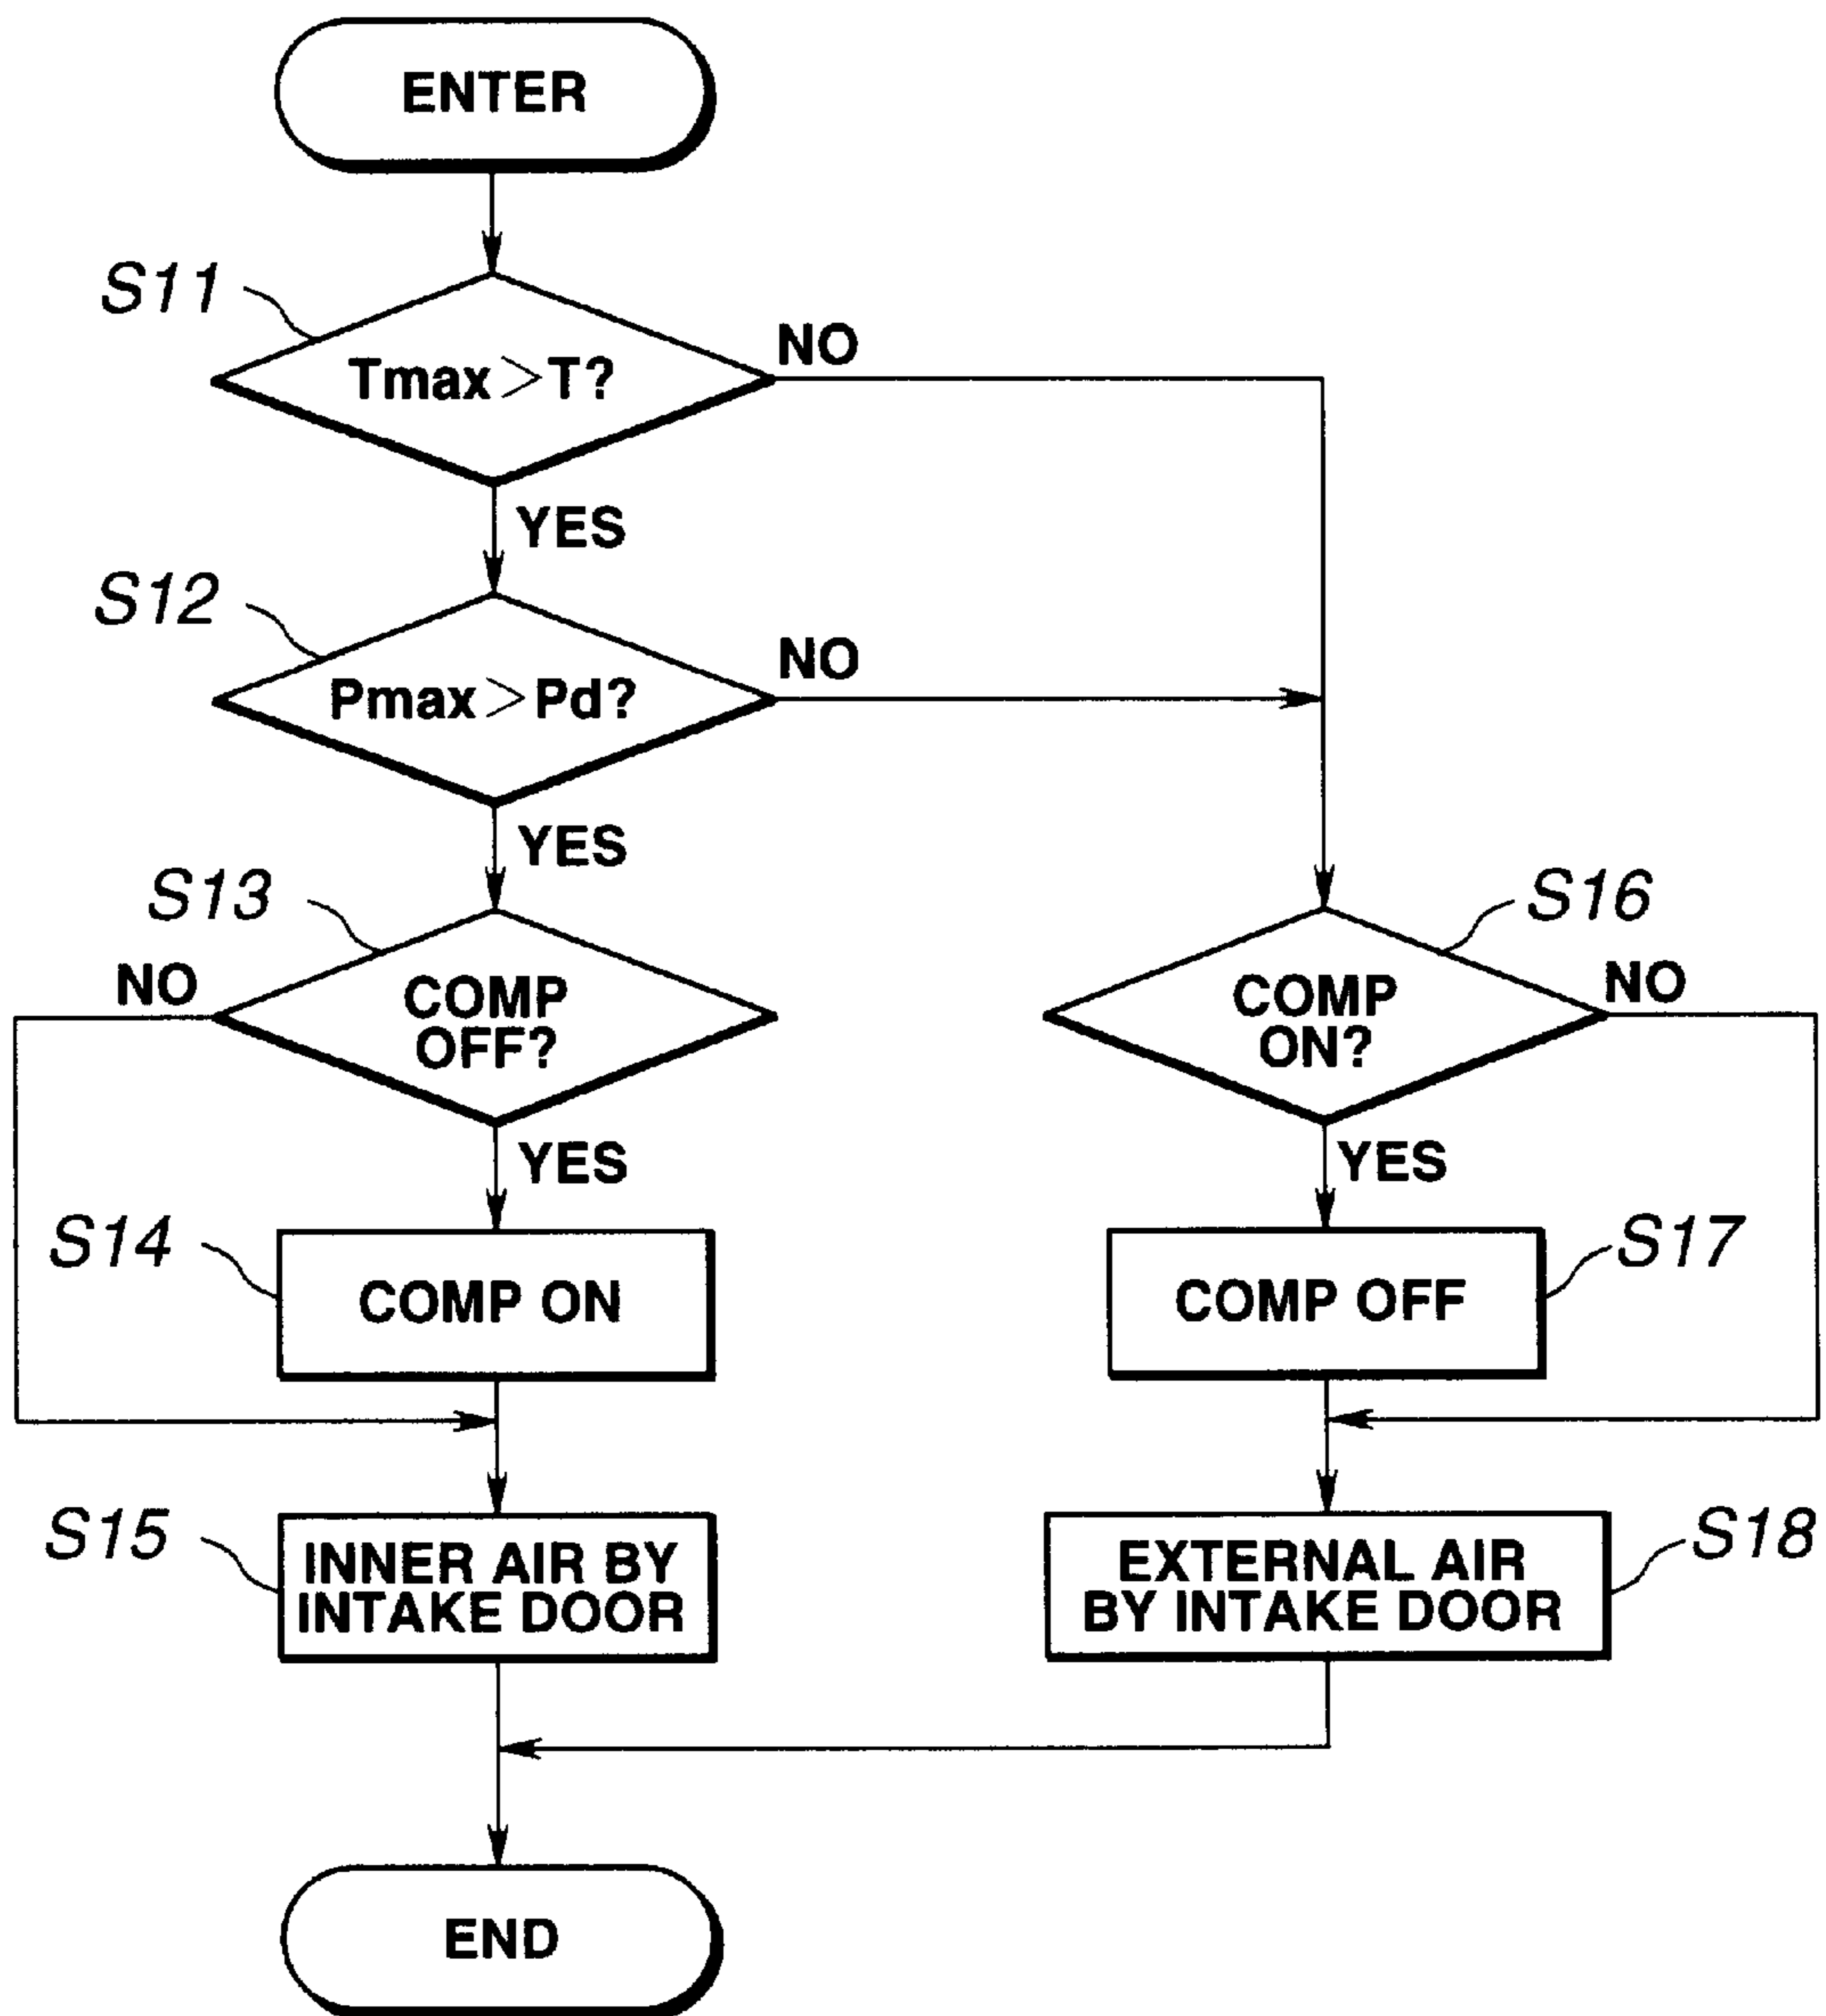 ENTER
S11
Tmax>T?
NO
YES
S12
Pmax>Pd?
NO
YES
S13
NO
COMP
OFF?
YES
S16
COMP
ON?
NO
YES
S14
COMP ON
S17
COMP OFF
S15
INNER AIR BY
INTAKE DOOR
S18
EXTERNAL AIR
BY INTAKE DOOR
END